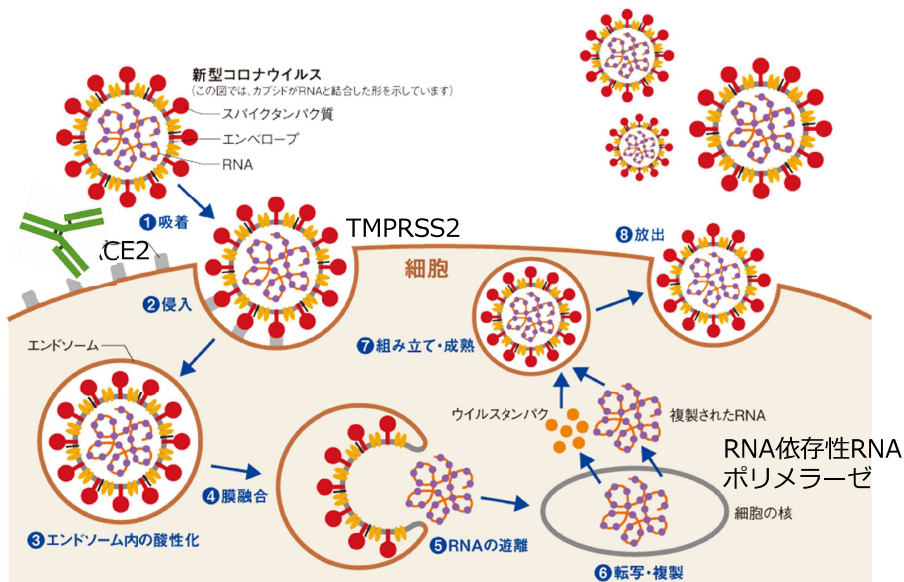 新型コロナウイルス
(この図では、カプシドがRNAと結合した形を示しています)
スパイクタンパク質
エンベロープ
RNA
❶吸着
TMPRSS2
CE2
細胞
❽放出
❷侵入
❼組み立て・成熟
エンドソーム
ウイルスタンパク
複製されたRNA
RNA依存性RNA
ポリメラーゼ
❹膜融合
細胞の核
❸エンドソーム内の酸性化
❺RNAの遊離
❻転写・複製